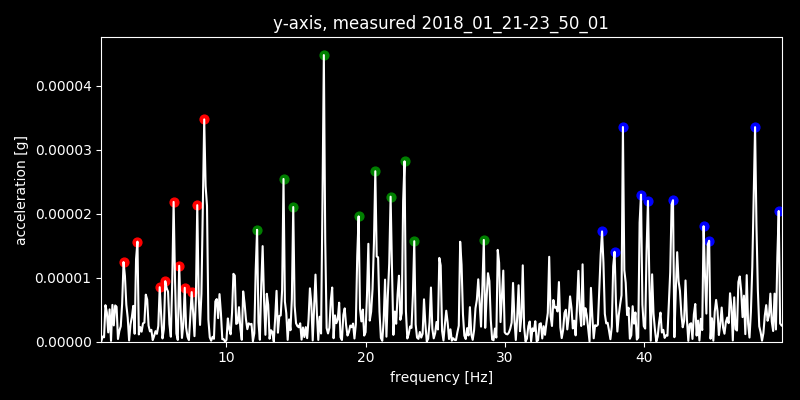 y-axis, measured 2018_01_21-23_50_01
0.00004
0.00003
0.00002
0.00001
0.00000
acceleration [g]
10 20 30 40
frequency [Hz]